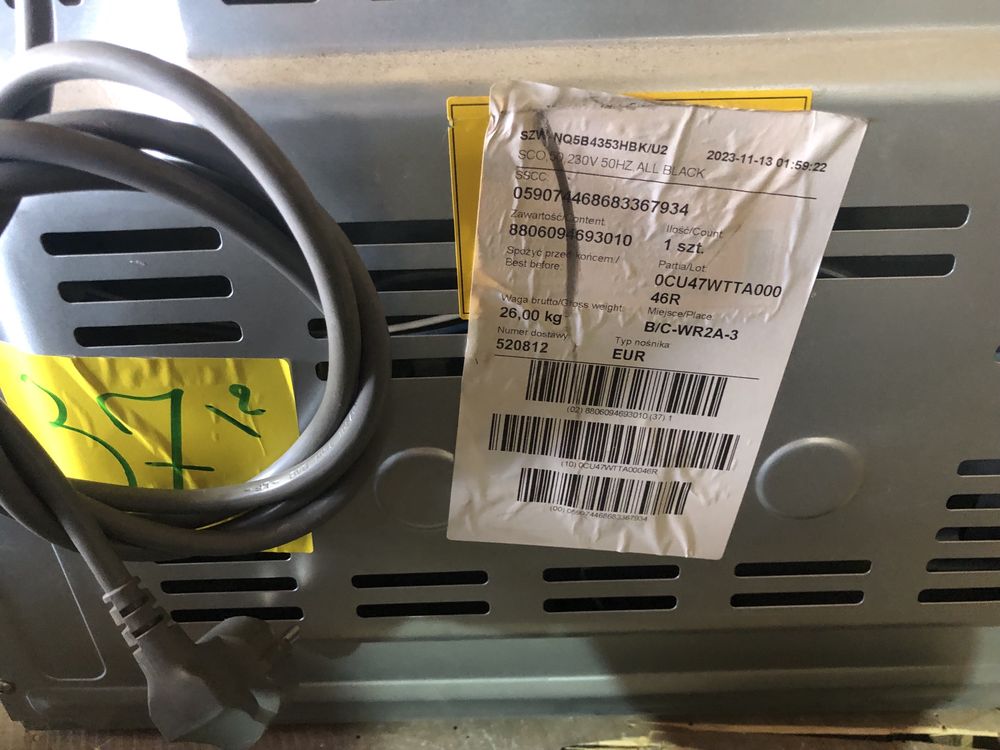 SZW-NQ5B4353HBK/U2
2023-11-13 01:59:22
SCO,50,230V 50HZ,ALL BLACK
SSCC
059074468683367934
Zawartość/Content
Ilość/Count
8806094693010
1 szt.
Spożyć przed końcem:/
Best before
Partia/Lot:
0CU47WTTA000
46R
Waga brutto/Gross weight:
Miejsce/Place:
26,00 kg
B/C-WR2A-3
Numer dostawy
Typ nośnika
520812
EUR
(02) 8806094693010 (37) 1
(10) 0CU47WTTA00046R
(00) 059074468683367934
37